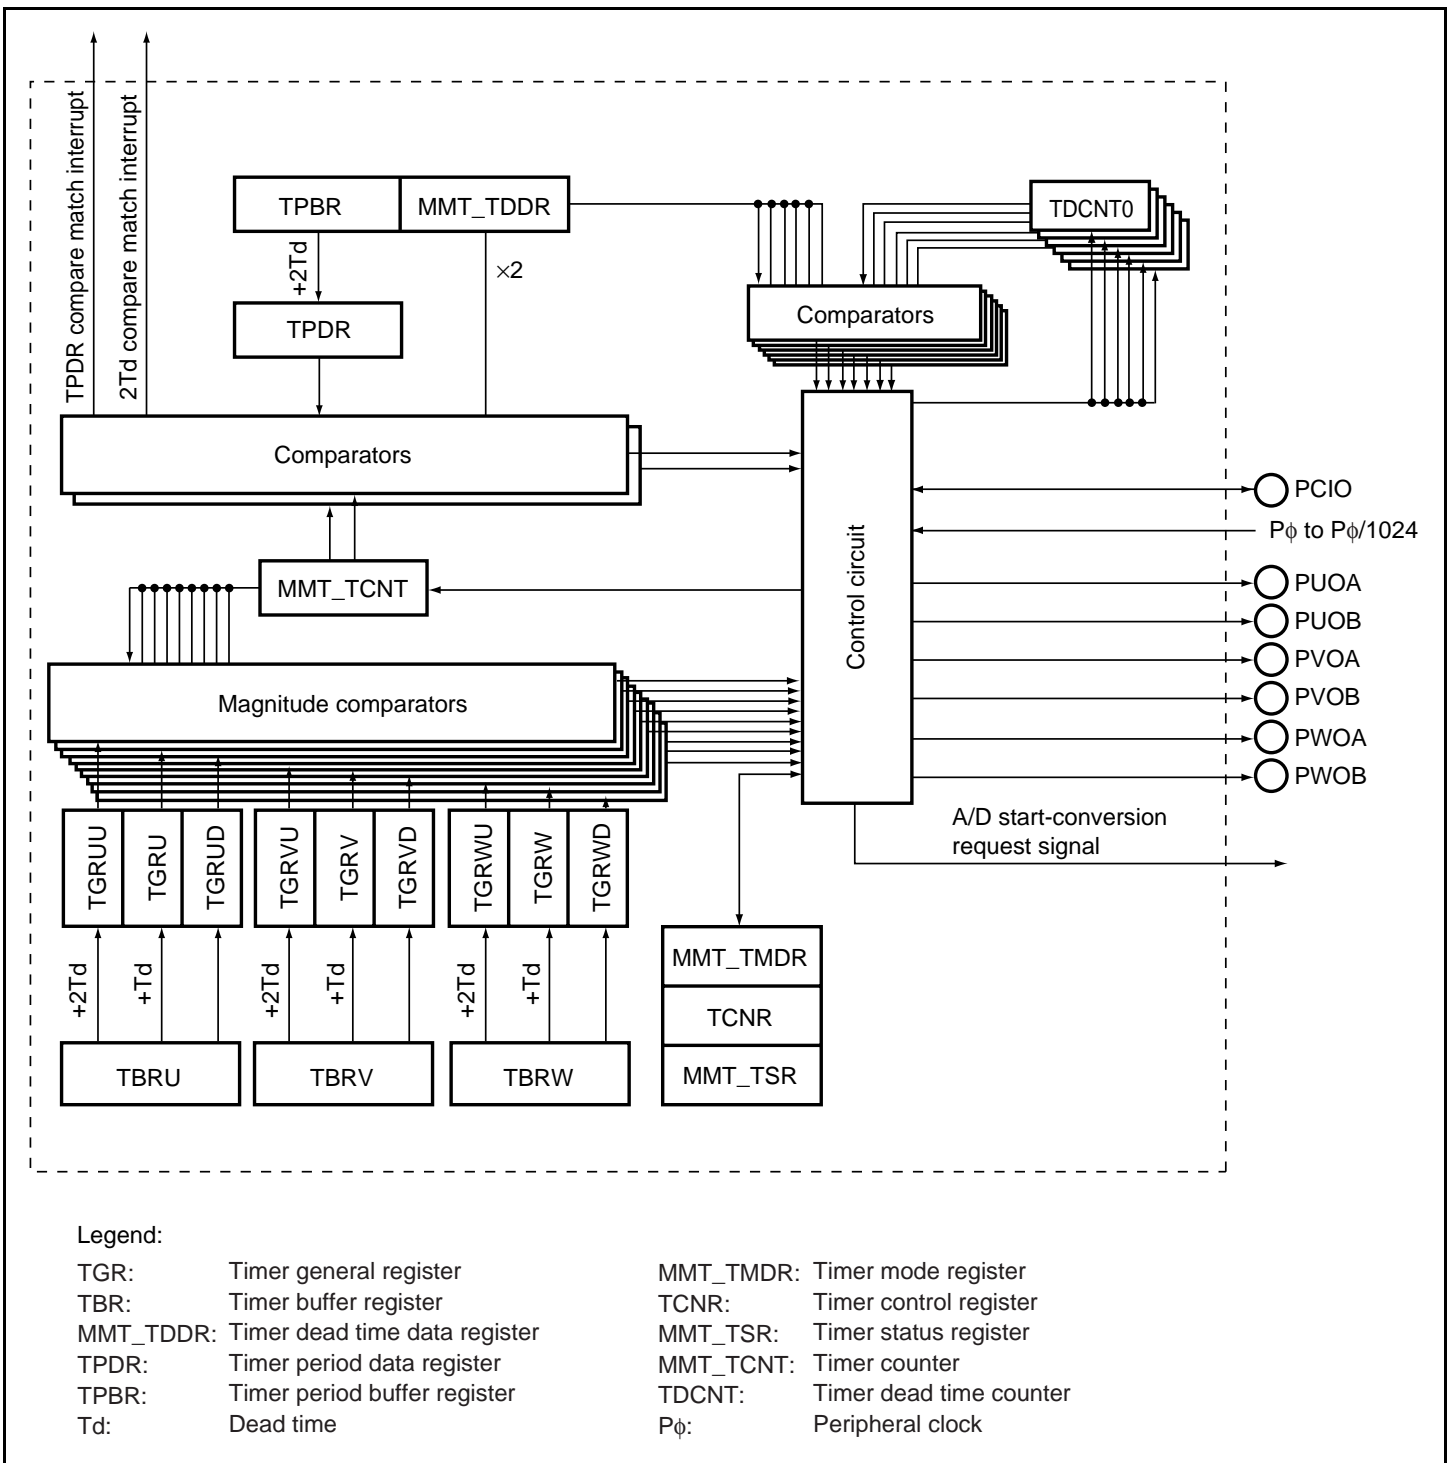 TPDR compare match interrupt
2Td compare match interrupt
TPBR
MMT_TDDR
TDCNT0
+2Td
×2
TPDR
Comparators
Comparators
Control circuit
PCIO
Pϕ to Pϕ/1024
MMT_TCNT
PUOA
PUOB
PVOA
PVOB
PWOA
PWOB
Magnitude comparators
A/D start-conversion
request signal
TGRUU
TGRU
TGRUD
TGRVU
TGRV
TGRVD
TGRWU
TGRW
TGRWD
+2Td
+Td
+2Td
+Td
+2Td
+Td
MMT_TMDR
TCNR
MMT_TSR
TBRU
TBRV
TBRW
Legend:
TGR: Timer general register
TBR: Timer buffer register
MMT_TDDR: Timer dead time data register
TPDR: Timer period data register
TPBR: Timer period buffer register
Td: Dead time
MMT_TMDR: Timer mode register
TCNR: Timer control register
MMT_TSR: Timer status register
MMT_TCNT: Timer counter
TDCNT: Timer dead time counter
Pϕ: Peripheral clock